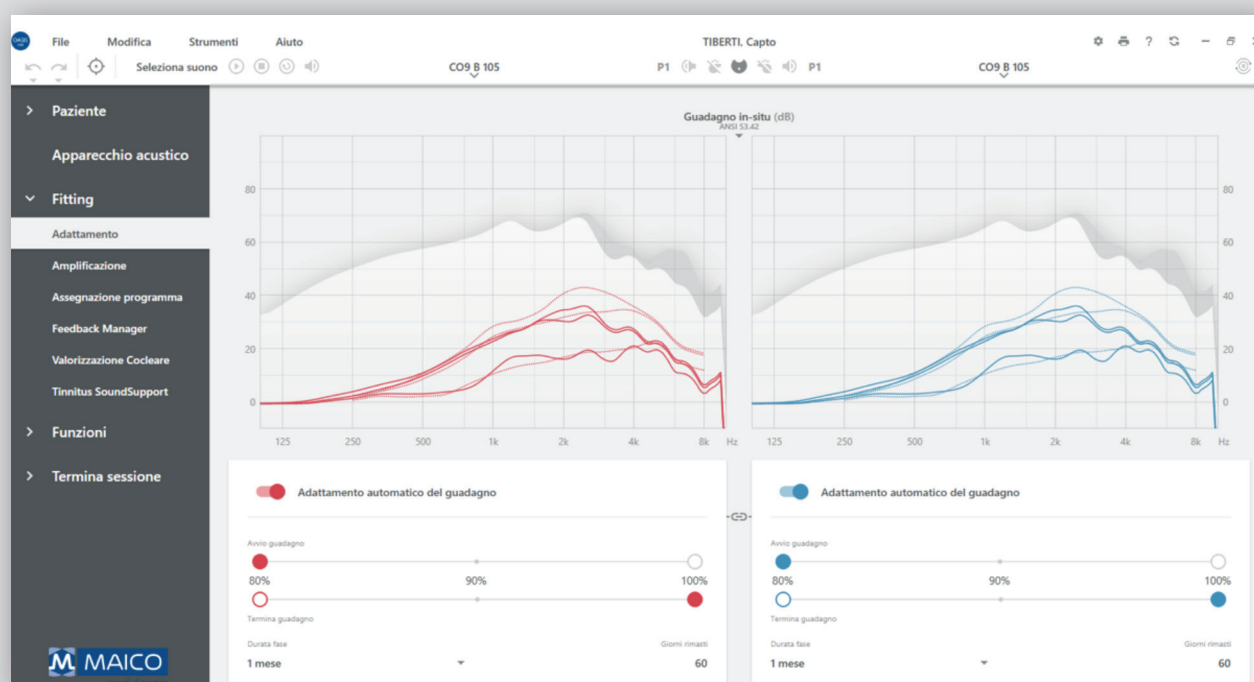 OASIS
File Modifica Strumenti Aiuto TIBERTI, Capto ?
Seleziona suono CO9 B 105 P1 P1 CO9 B 105
Paziente
Apparecchio acustico
Fitting
Adattamento
Amplificazione
Assegnazione programma
Feedback Manager
Valorizzazione Cocleare
Tinnitus SoundSupport
Funzioni
Termina sessione
MAICO
Guadagno in-situ (dB)
ANSI S3.42
80 80
60 60
40 40
20 20
0 0
125 250 500 1k 2k 4k 8k Hz 125 250 500 1k 2k 4k 8k Hz
Adattamento automatico del guadagno
Avvio guadagno
80% 90% 100%
Termina guadagno
Durata fase Giorni rimasti
1 mese 60
Adattamento automatico del guadagno
Avvio guadagno
80% 90% 100%
Termina guadagno
Durata fase Giorni rimasti
1 mese 60